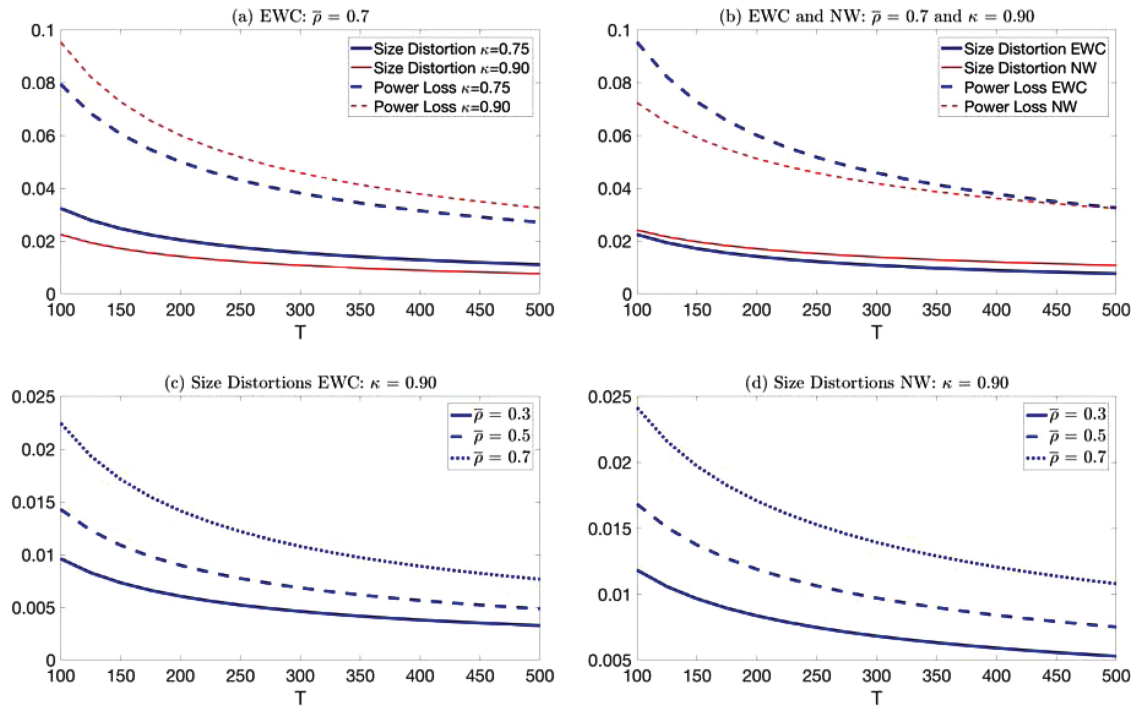 (a) EWC: ρ̅ = 0.7
0.1
0.08
0.06
0.04
0.02
0
Size Distortion κ=0.75
Size Distortion κ=0.90
Power Loss κ=0.75
Power Loss κ=0.90
100 150 200 250 300 350 400 450 500
T
(b) EWC and NW: ρ̅ = 0.7 and κ = 0.90
0.1
0.08
0.06
0.04
0.02
0
Size Distortion EWC
Size Distortion NW
Power Loss EWC
Power Loss NW
100 150 200 250 300 350 400 450 500
T
(c) Size Distortions EWC: κ = 0.90
0.025
0.02
0.015
0.01
0.005
0
ρ̅ = 0.3
ρ̅ = 0.5
ρ̅ = 0.7
100 150 200 250 300 350 400 450 500
T
(d) Size Distortions NW: κ = 0.90
0.025
0.02
0.015
0.01
0.005
ρ̅ = 0.3
ρ̅ = 0.5
ρ̅ = 0.7
100 150 200 250 300 350 400 450 500
T